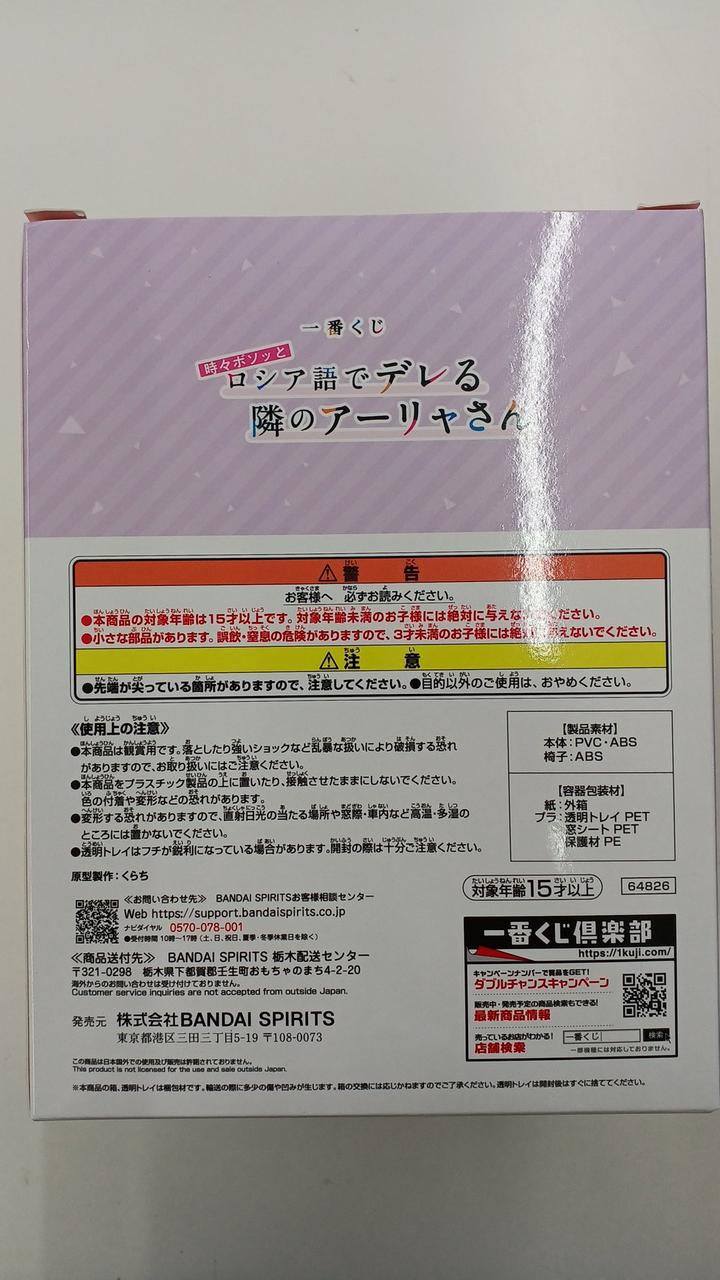 一番くじ
時々ボソッと
ロシア語でデレる
隣のアーリャさん
⚠警告
お客様へ 必ずお読みください。
●本商品の対象年齢は15才以上です。対象年齢未満のお子様には絶対に与えないでください。
●小さな部品があります。誤飲・窒息の危険がありますので、3才未満のお子様には絶対に与えないでください。
⚠注意
●先端が尖っている箇所がありますので、注意してください。●目的以外のご使用は、おやめください。
《使用上の注意》
●本商品は観賞用です。落としたり強いショックなど乱暴な扱いにより破損する恐れ
がありますので、お取り扱いにはご注意ください。
●本商品をプラスチック製品の上に置いたり、接触させたままにしないでください。
色の付着や変形などの恐れがあります。
●変形する恐れがありますので、直射日光の当たる場所や窓際・車内など高温・多湿の
ところには置かないでください。
●透明トレイはフチが鋭利になっている場合があります。開封の際は十分ご注意ください。
【製品素材】
本体：PVC・ABS
椅子：ABS
【容器包装材】
紙：外箱
プラ：透明トレイ PET
窓シート PET
保護材 PE
原型製作：くらち
対象年齢15才以上
64826
≪お問い合わせ先≫ BANDAI SPIRITSお客様相談センター
Web https://support.bandaispirits.co.jp
ナビダイヤル 0570-078-001
●受付時間 10時〜17時（土、日、祝日、夏季・冬季休業日を除く）
≪商品送付先≫ BANDAI SPIRITS 栃木配送センター
〒321-0298 栃木県下都賀郡壬生町おもちゃのまち4-2-20
海外からのお問い合わせは受け付けておりません。
Customer service inquiries are not accepted from outside Japan.
発売元 株式会社BANDAI SPIRITS
東京都港区三田三丁目5-19 〒108-0073
一番くじ倶楽部
https://1kuji.com/
キャンペーンナンバーで賞品をGET!
ダブルチャンスキャンペーン
販売中・発売予定の商品検索もできる!
最新商品情報
売っているお店がわかる!
店舗検索
一番くじ
検索
一部機種には対応しておりません。
この商品は日本国外での使用及び販売は許諾されておりません。
This product is not licensed for the use and sale outside Japan.
※本商品の箱、透明トレイは梱包材です。輸送の際に多少の傷や凹みが生じます。箱の交換には応じかねますのでご了承ください。透明トレイは開封後はすぐに捨ててください。